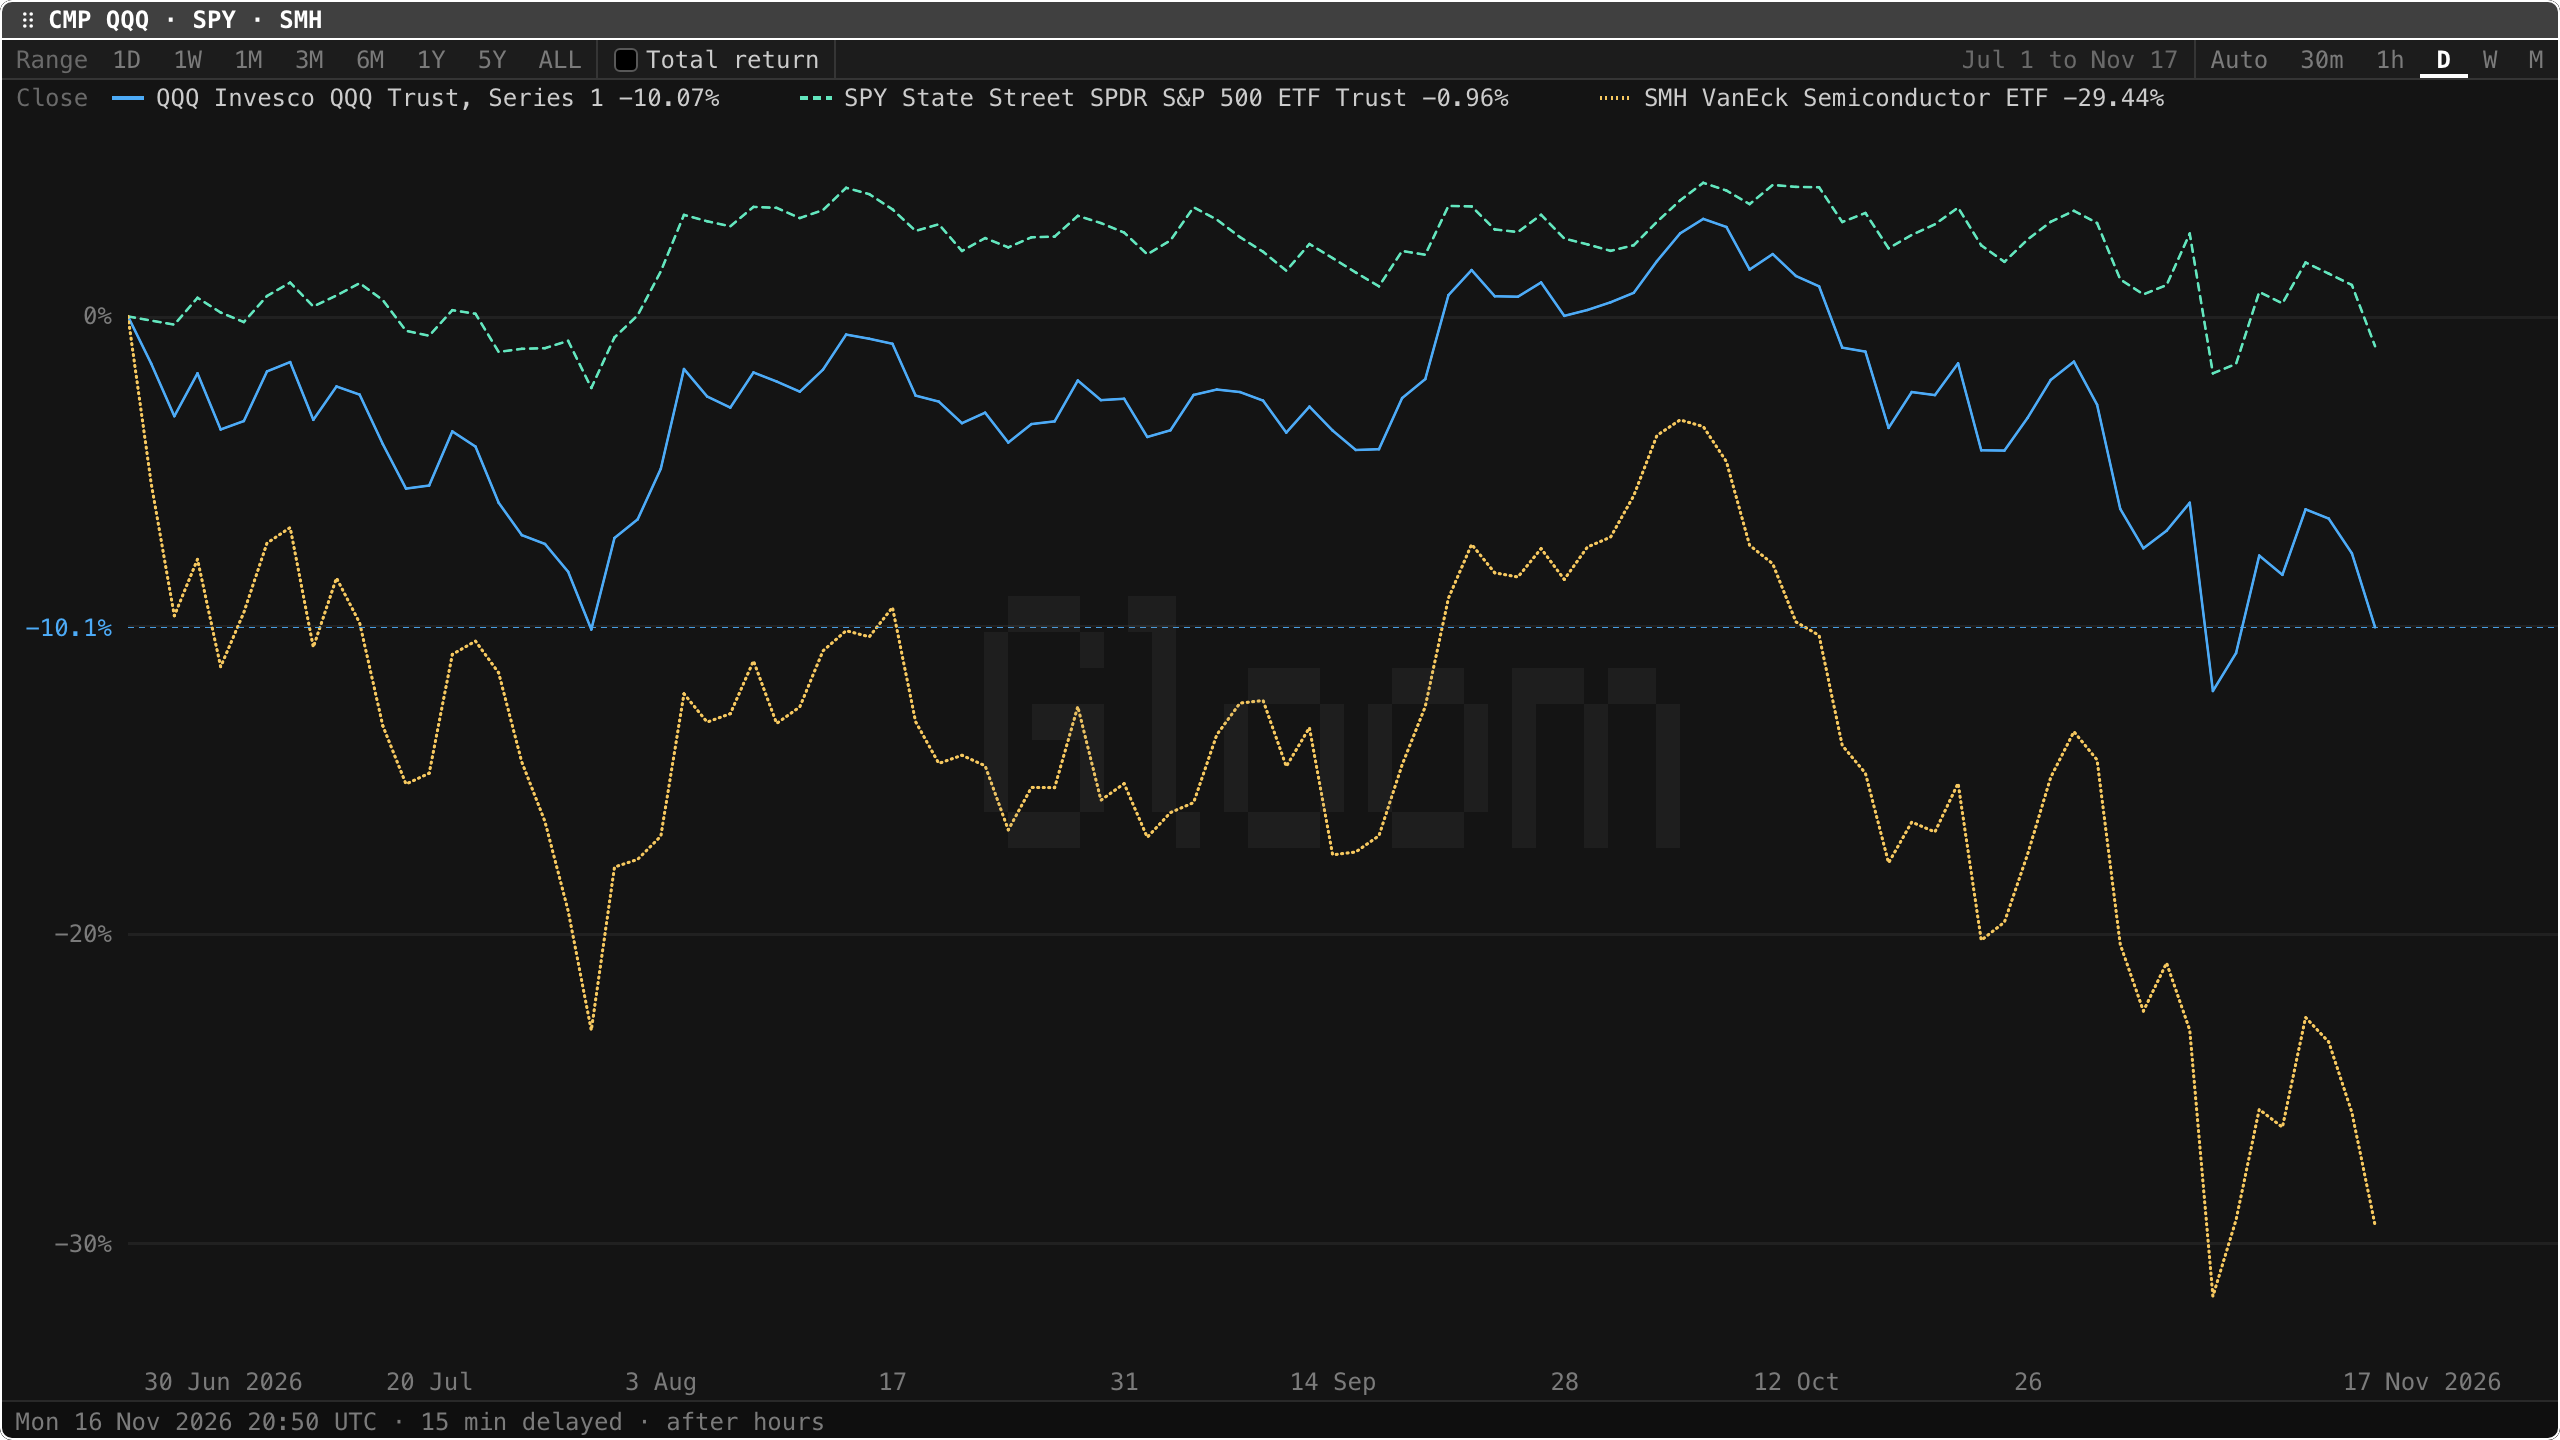 CMP QQQ · SPY · SMH
Range 1D 1W 1M 3M 6M 1Y 5Y ALL Total return Jul 1 to Nov 17 Auto 30m 1h D W M
Close QQQ Invesco QQQ Trust, Series 1 −10.07% SPY State Street SPDR S&P 500 ETF Trust −0.96% SMH VanEck Semiconductor ETF −29.44%
0%
−10.1%
Gloom
−20%
−30%
30 Jun 2026 20 Jul 3 Aug 17 31 14 Sep 28 12 Oct 26 17 Nov 2026
Mon 16 Nov 2026 20:50 UTC · 15 min delayed · after hours